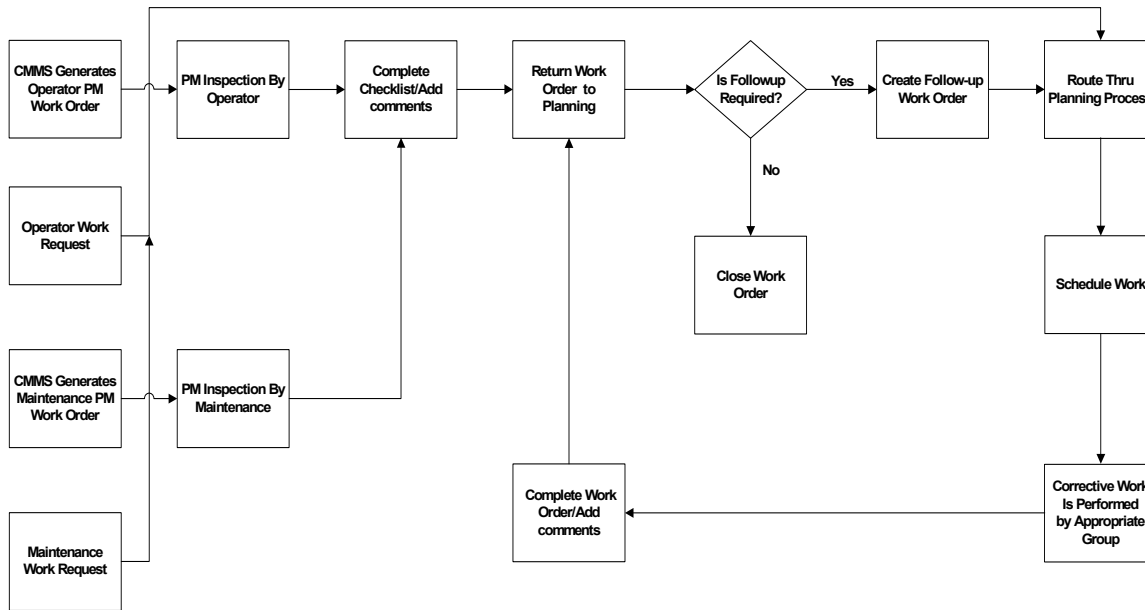 CMMS Generates
Operator PM
Work Order
PM Inspection By
Operator
Complete
Checklist/Add
comments
Return Work
Order to
Planning
Is Followup
Required?
Yes
Create Follow-up
Work Order
Route Thru
Planning Process
No
Operator Work
Request
Close Work
Order
Schedule Work
CMMS Generates
Maintenance PM
Work Order
PM Inspection By
Maintenance
Complete Work
Order/Add
comments
Corrective Work
Is Performed
by Appropriate
Group
Maintenance
Work Request